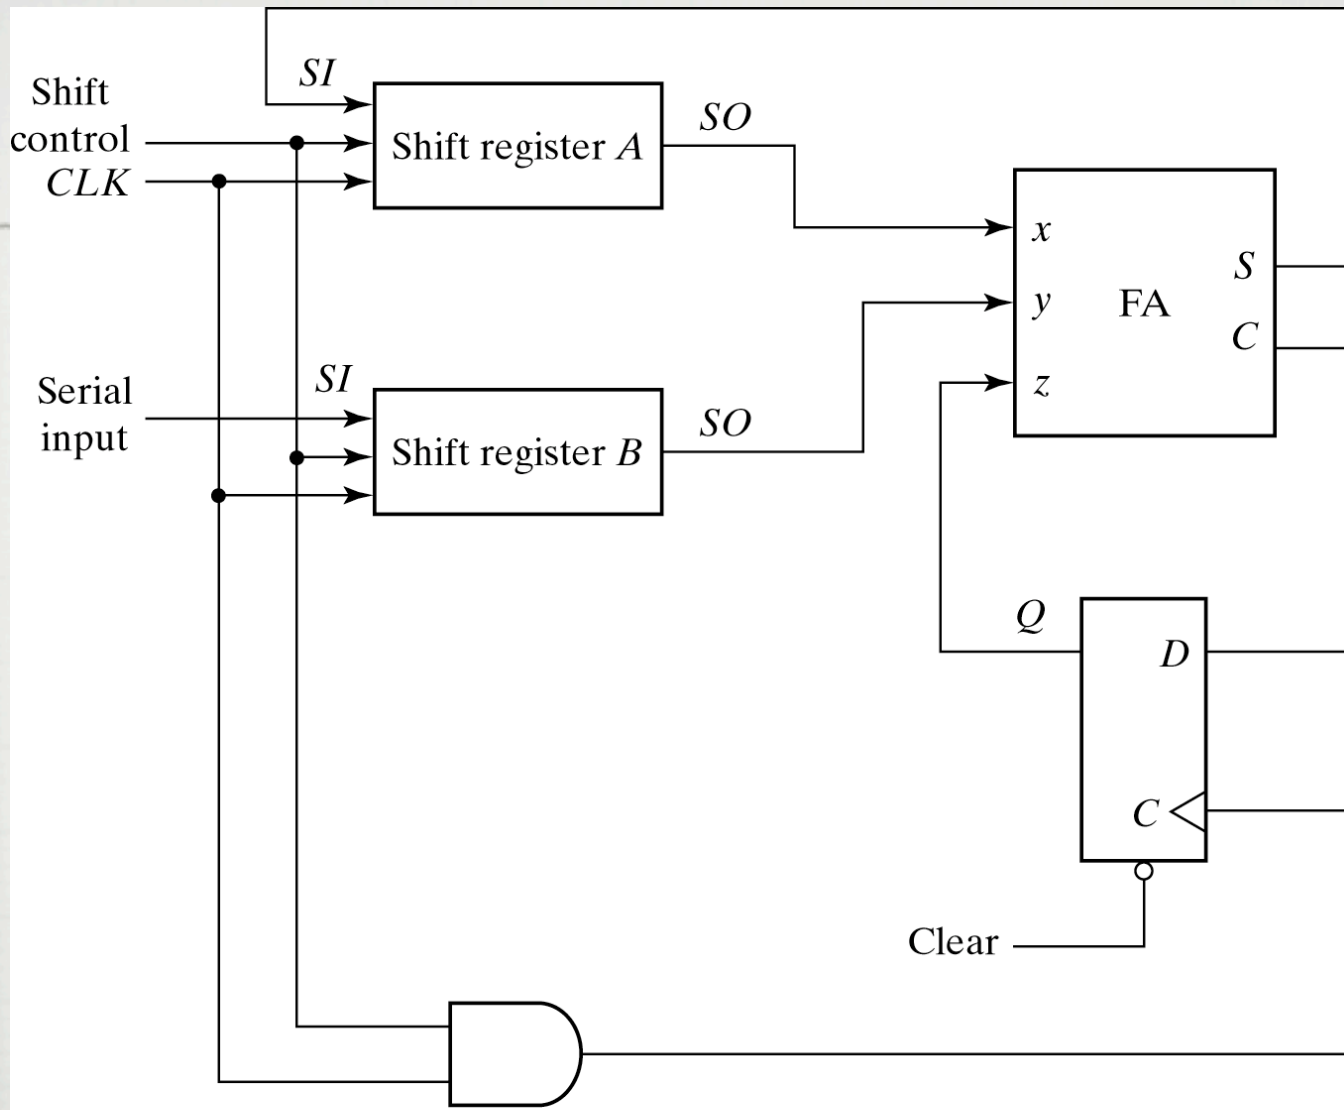 SI
Shift
control
CLK
Shift register A
SO
x
y
z
FA
S
C
Serial
input
SI
Shift register B
SO
Q
D
C
Clear